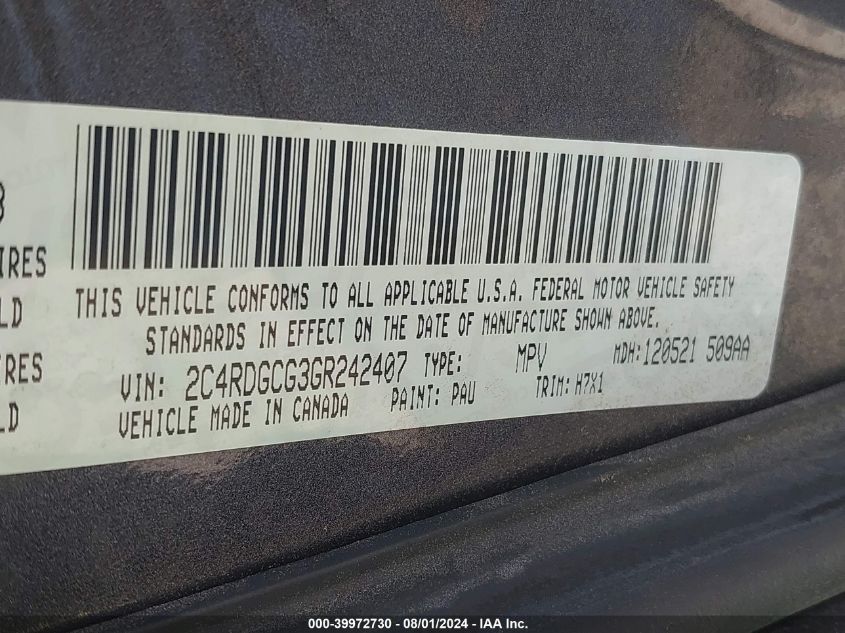 3
IRES
LD
RES
LD
THIS VEHICLE CONFORMS TO ALL APPLICABLE U.S.A. FEDERAL MOTOR VEHICLE SAFETY
STANDARDS IN EFFECT ON THE DATE OF MANUFACTURE SHOWN ABOVE.
VIN: 2C4RDGCG3GR242407 TYPE: MPV MDH:120521 509AA
VEHICLE MADE IN CANADA PAINT: PAU TRIM: H7X1
000-39972730 - 08/01/2024 - IAA Inc.